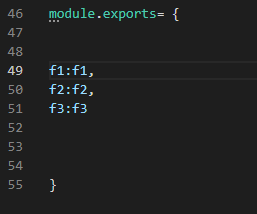 46 module.exports= {
47
48
49 f1:f1,
50 f2:f2,
51 f3:f3
52
53
54
55 }